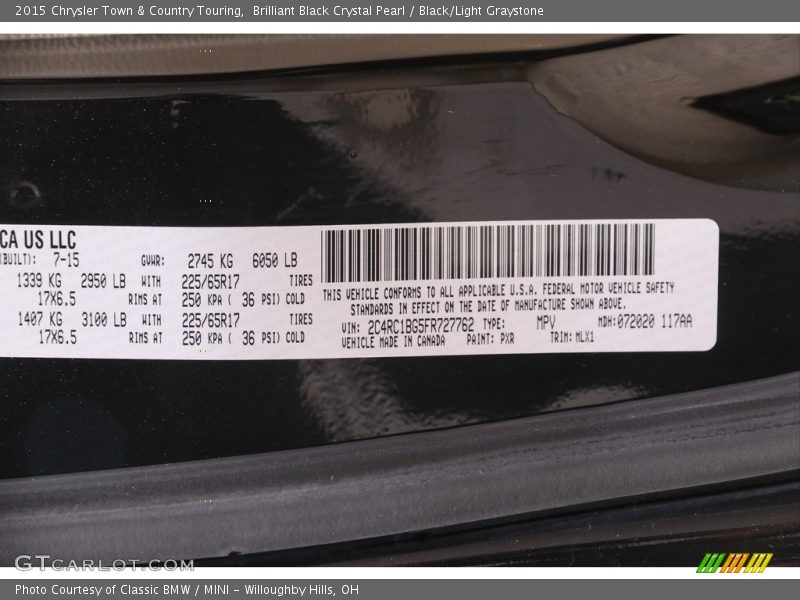 2015 Chrysler Town & Country Touring, Brilliant Black Crystal Pearl / Black/Light Graystone
CA US LLC
BUILT): 7-15 GVWR: 2745 KG 6050 LB
1339 KG 2950 LB WITH 225/65R17 TIRES
17X6.5 RIMS AT 250 KPA ( 36 PSI) COLD
1407 KG 3100 LB WITH 225/65R17 TIRES
17X6.5 RIMS AT 250 KPA ( 36 PSI) COLD
THIS VEHICLE CONFORMS TO ALL APPLICABLE U.S.A. FEDERAL MOTOR VEHICLE SAFETY
STANDARDS IN EFFECT ON THE DATE OF MANUFACTURE SHOWN ABOVE.
VIN: 2C4RC1BG5FR727762 TYPE: MPV MDH:072020 117AA
VEHICLE MADE IN CANADA PAINT: PXR TRIM: MLX1
GTCARLOT.COM
Photo Courtesy of Classic BMW / MINI - Willoughby Hills, OH